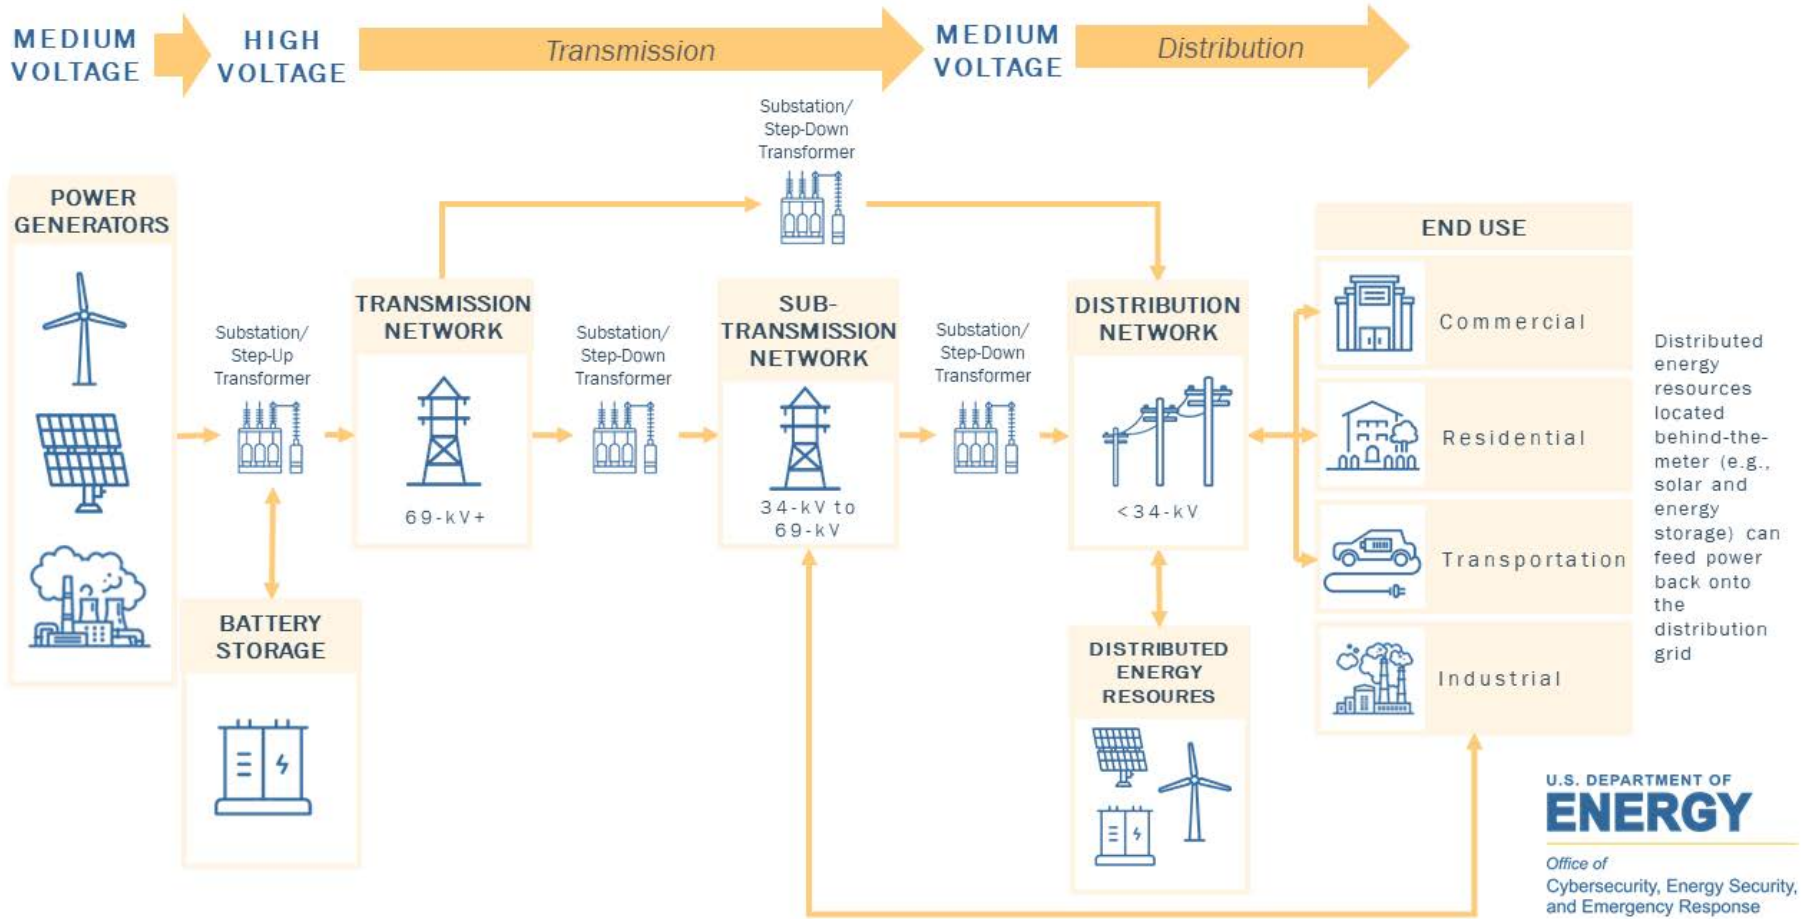 MEDIUM
VOLTAGE
HIGH
VOLTAGE
Transmission
MEDIUM
VOLTAGE
Distribution
Substation/
Step-Down
Transformer
POWER
GENERATORS
Substation/
Step-Up
Transformer
BATTERY
STORAGE
TRANSMISSION
NETWORK
69-kV+
Substation/
Step-Down
Transformer
SUB-
TRANSMISSION
NETWORK
34-kV to
69-kV
Substation/
Step-Down
Transformer
DISTRIBUTION
NETWORK
<34-kV
DISTRIBUTED
ENERGY
RESOURES
END USE
Commercial
Residential
Transportation
Industrial
Distributed
energy
resources
located
behind-the-
meter (e.g.,
solar and
energy
storage) can
feed power
back onto
the
distribution
grid
U.S. DEPARTMENT OF
ENERGY
Office of
Cybersecurity, Energy Security,
and Emergency Response